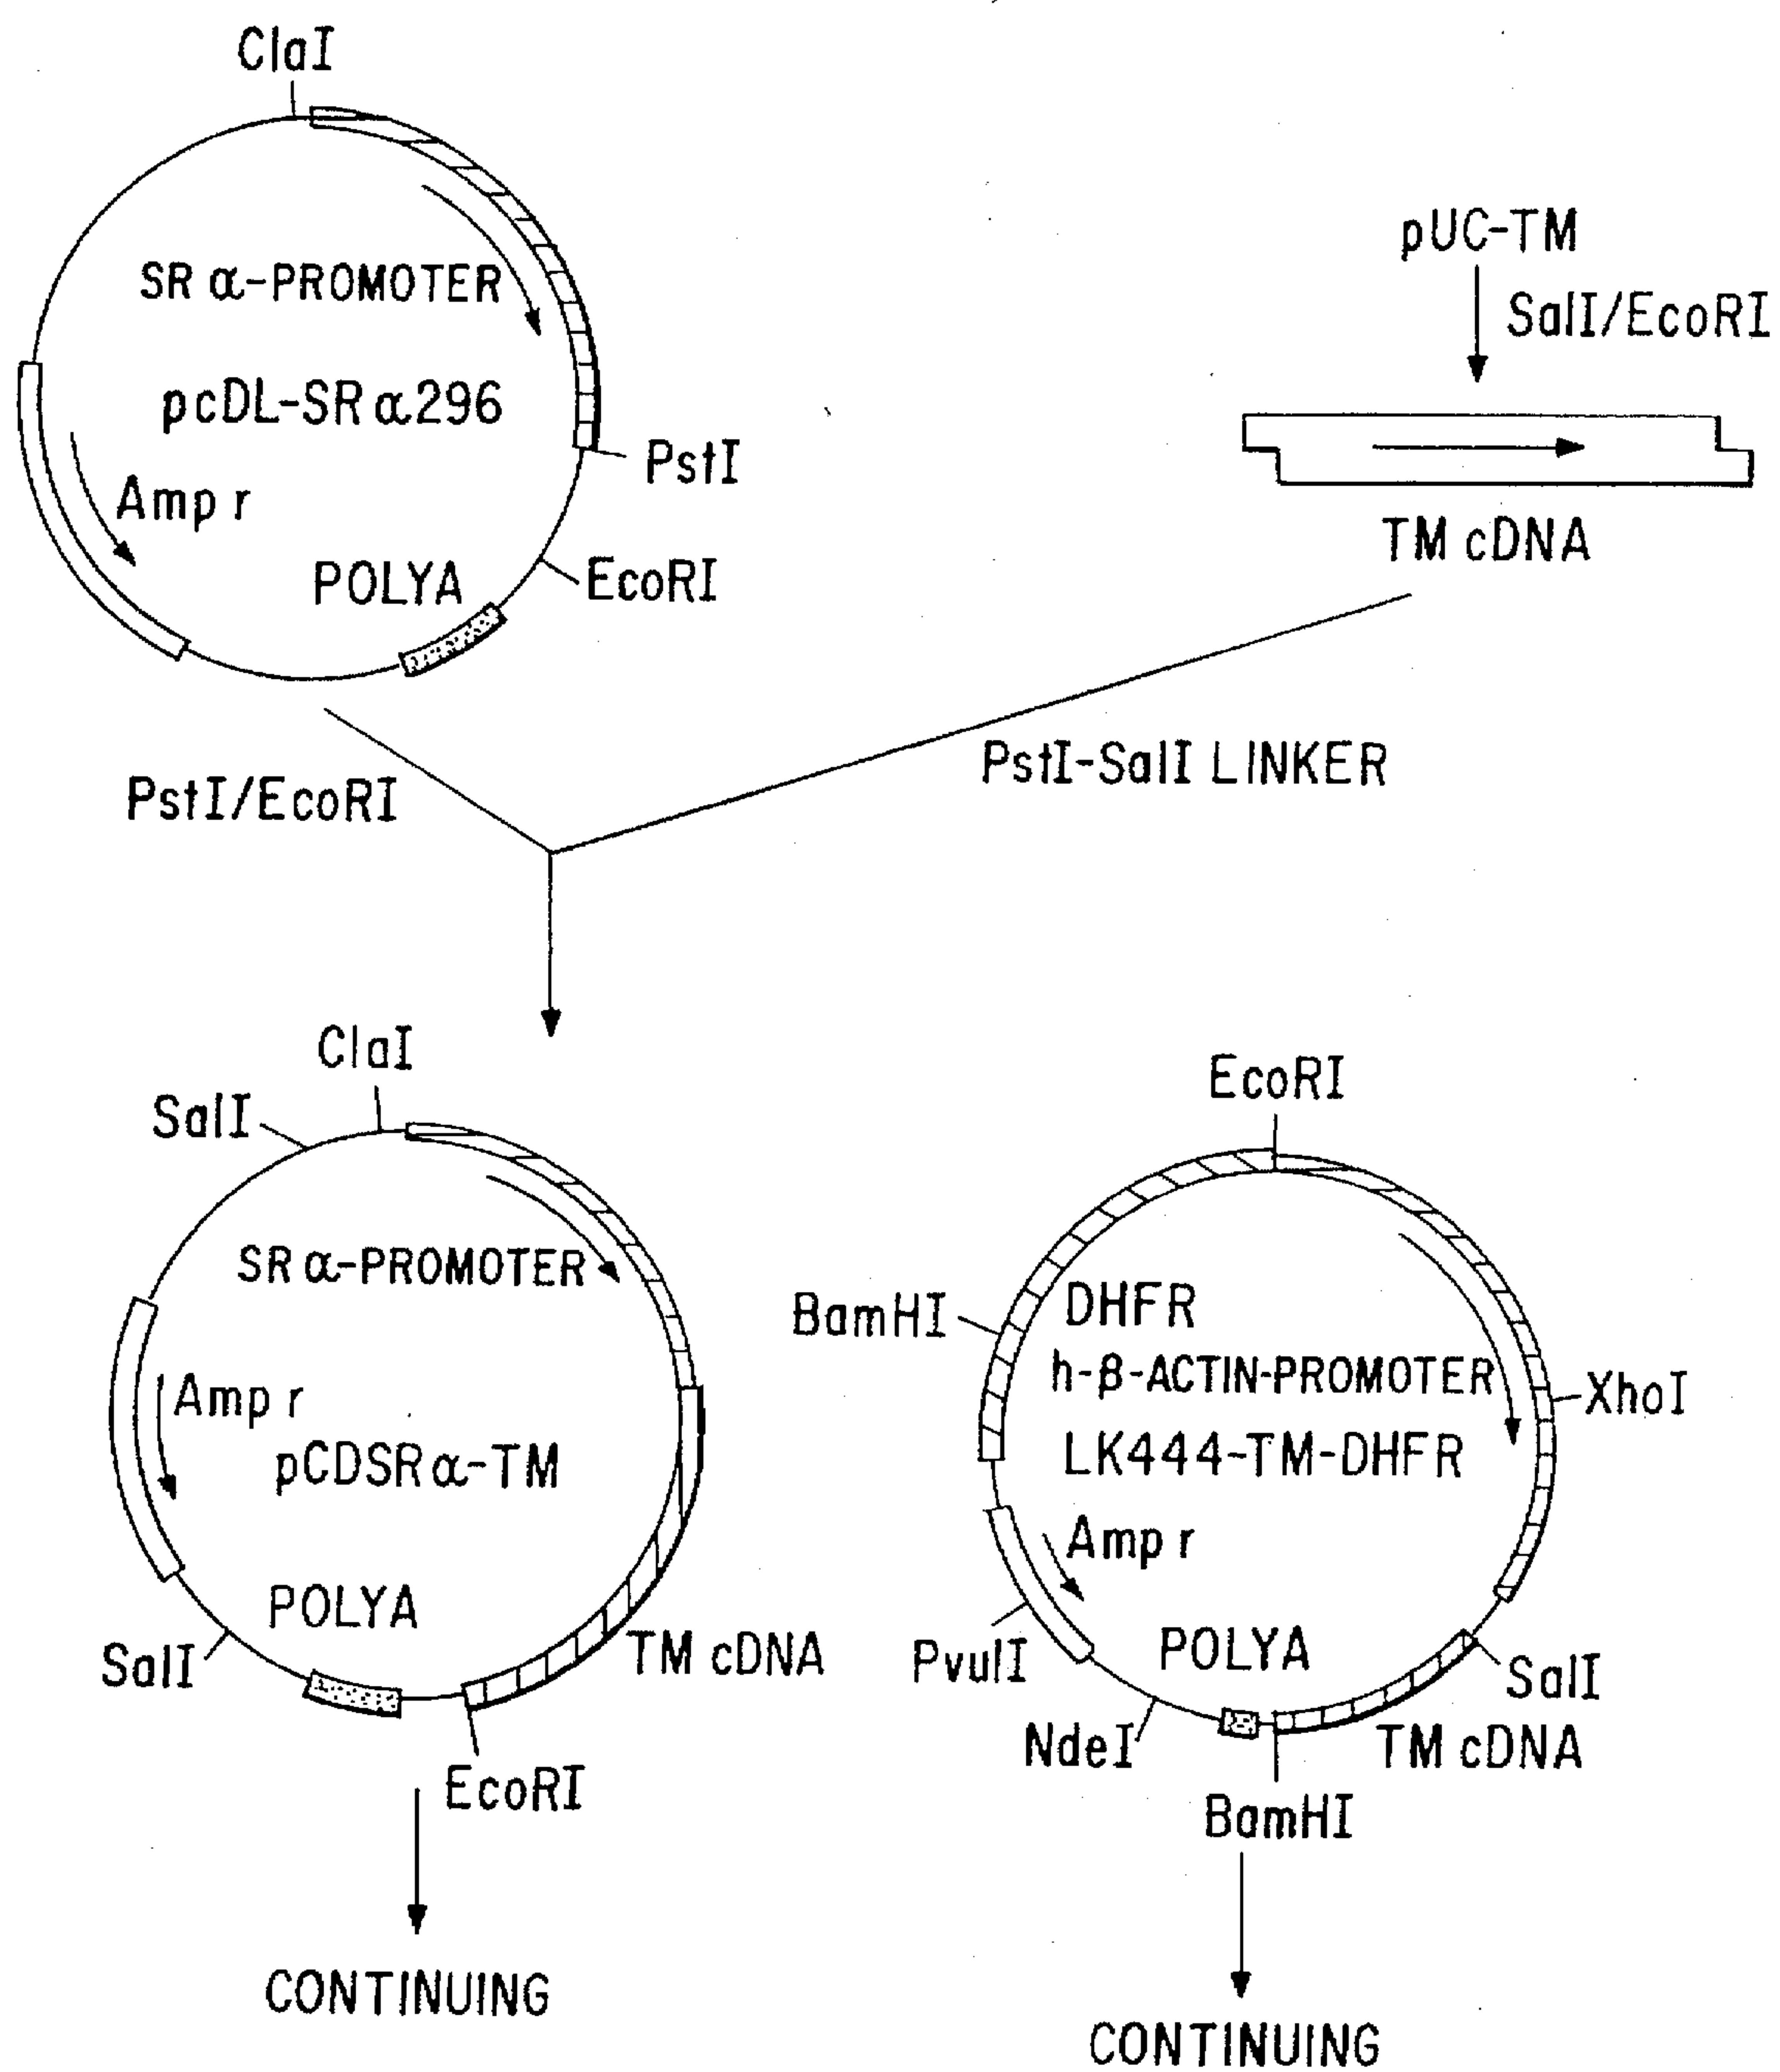 ClaI
SR α-PROMOTER
pcDL-SR α296
PstI
Amp r
POLYA
EcoRI
pUC-TM
SalI/EcoRI
TM cDNA
PstI/EcoRI
PstI-SalI LINKER
ClaI
SalI
SR α-PROMOTER
Amp r
pCDSR α-TM
POLYA
SalI
TM cDNA
EcoRI
CONTINUING
EcoRI
BamHI
DHFR
h-β-ACTIN-PROMOTER
XhoI
LK444-TM-DHFR
Amp r
PvuII
POLYA
SalI
NdeI
TM cDNA
BamHI
CONTINUING